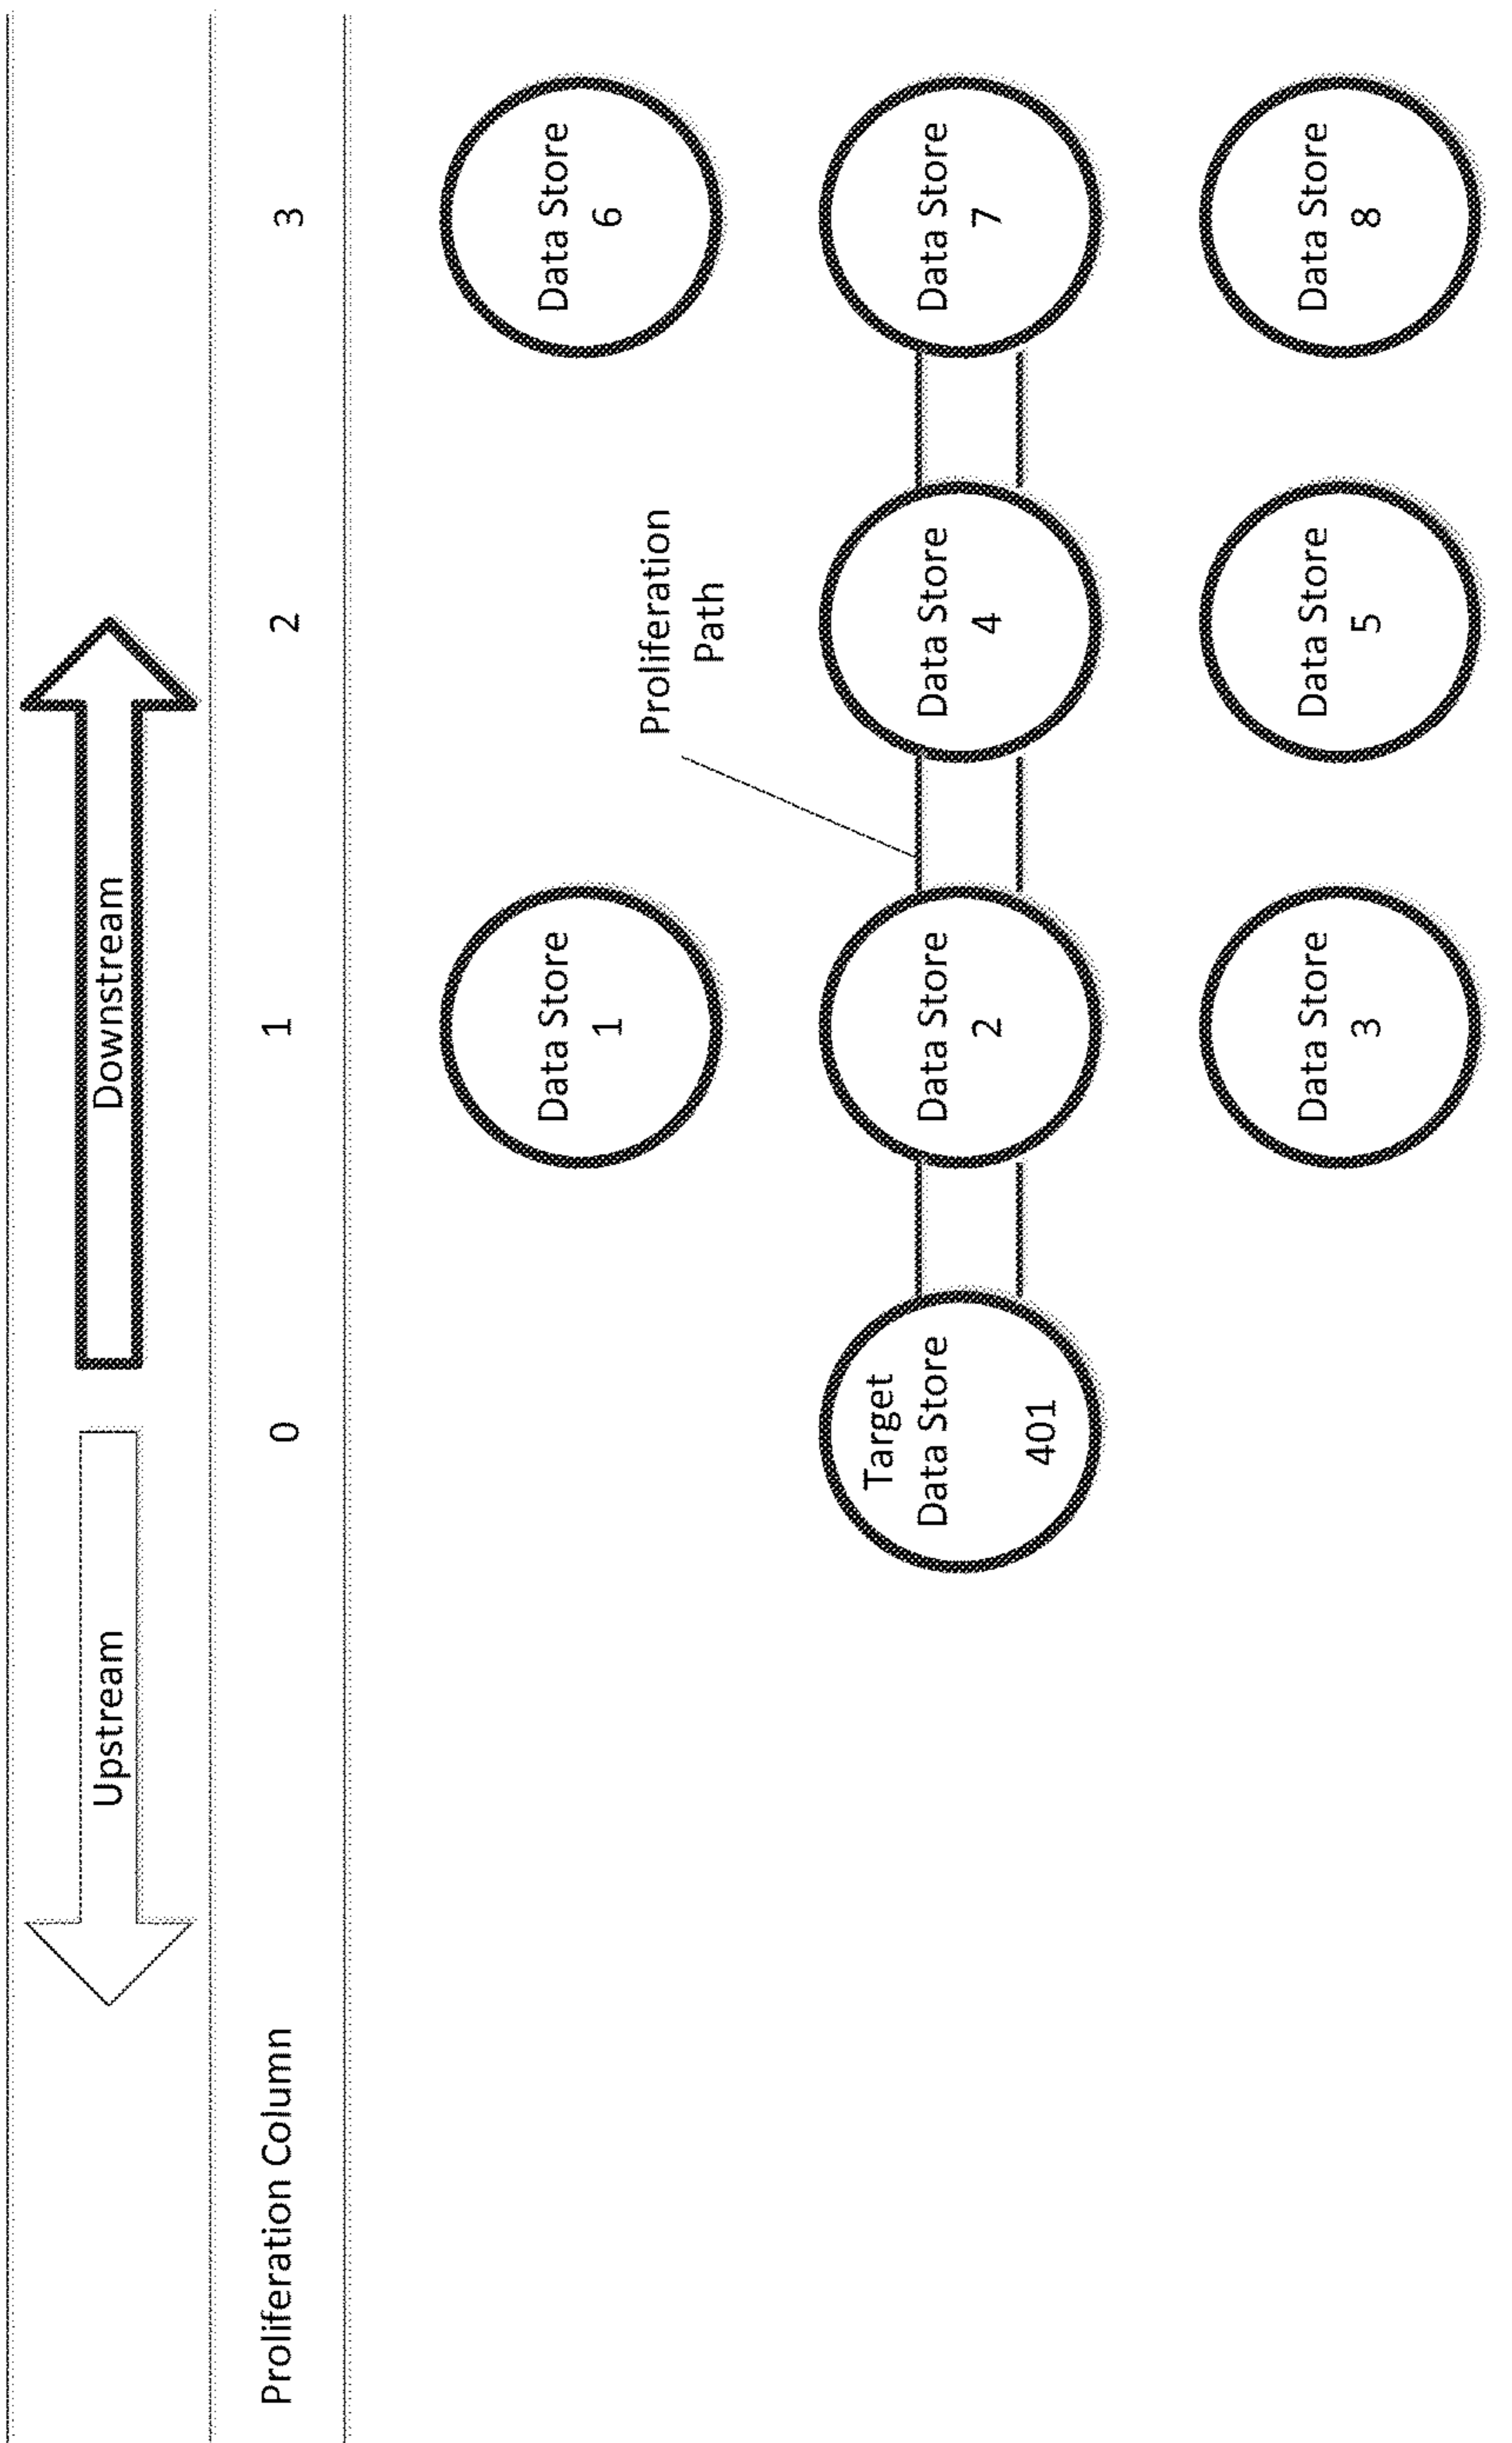 Upstream
Downstream
Proliferation Column
0
1
2
3
Data Store
1
Data Store
6
Proliferation
Path
Target
Data Store
401
Data Store
2
Data Store
4
Data Store
7
Data Store
3
Data Store
5
Data Store
8